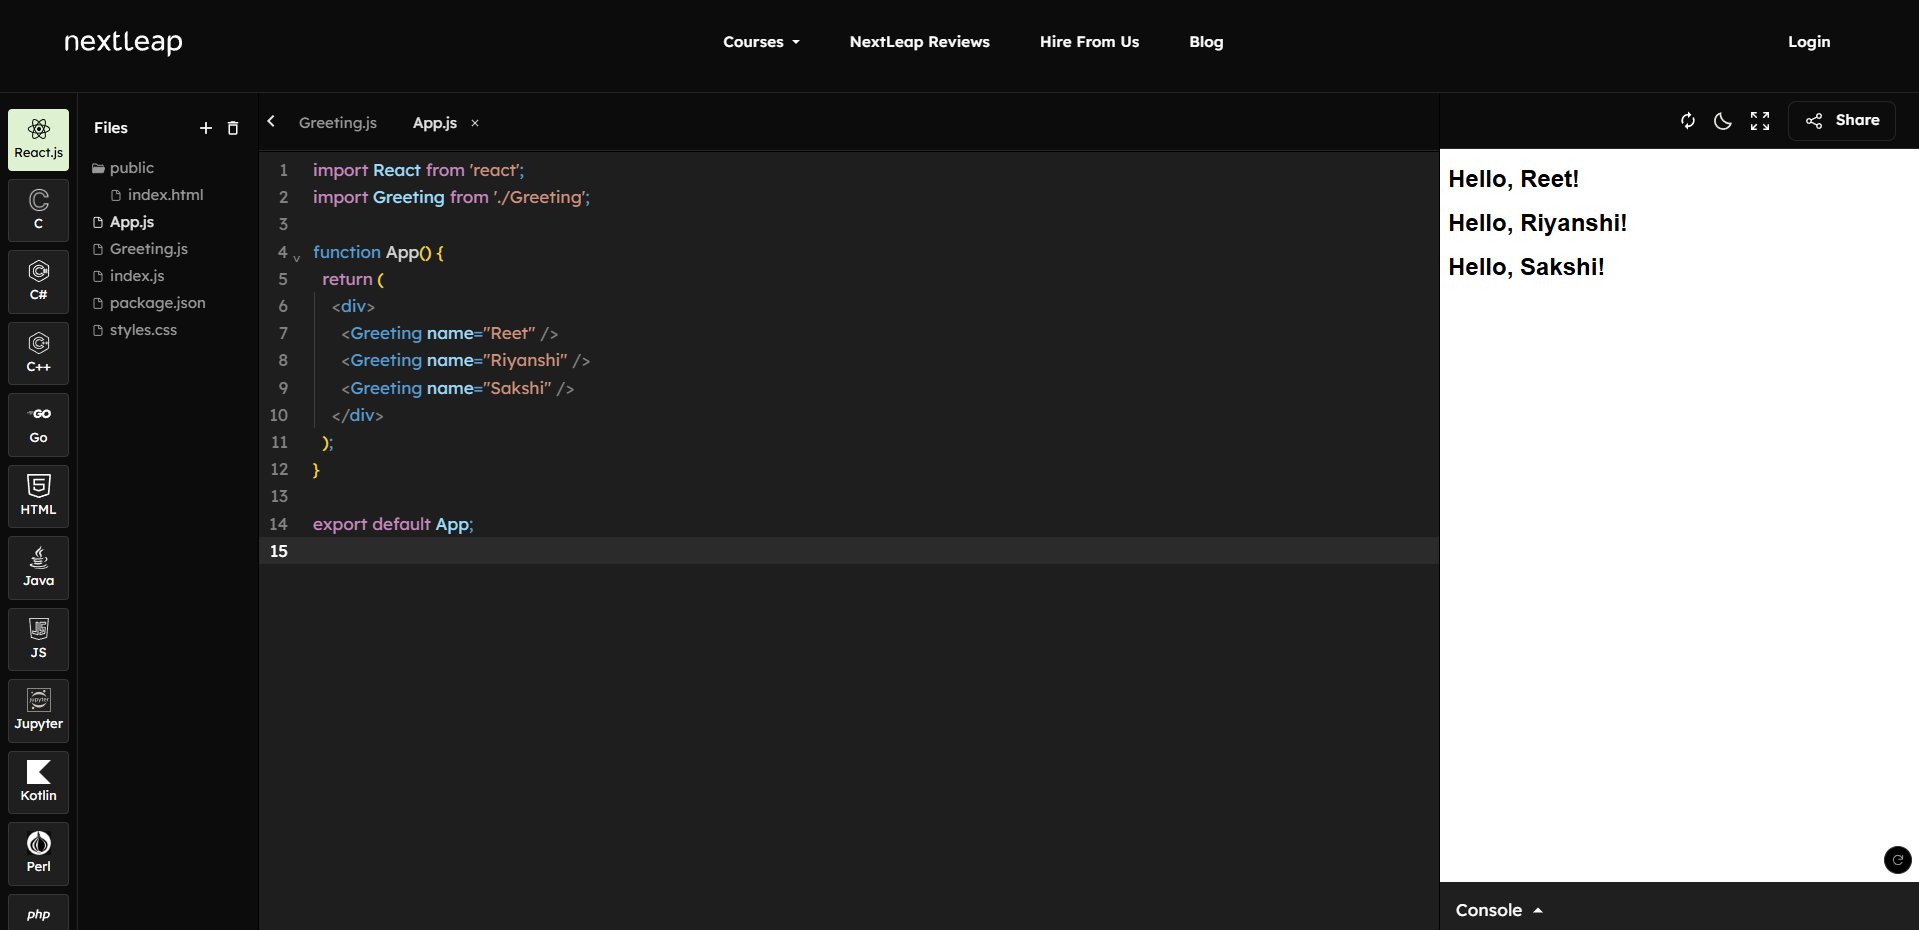 nextleap
Courses
NextLeap Reviews
Hire From Us
Blog
Login
React.js
C
C#
C++
GO
Go
HTML
Java
JS
Jupyter
Kotlin
Perl
php
Files
public
index.html
App.js
Greeting.js
index.js
package.json
styles.css
Greeting.js
App.js ×
1 import React from 'react';
2 import Greeting from './Greeting';
3
4 function App() {
5 return (
6 <div>
7 <Greeting name="Reet" />
8 <Greeting name="Riyanshi" />
9 <Greeting name="Sakshi" />
10 </div>
11 );
12 }
13
14 export default App;
15
Share
Hello, Reet!
Hello, Riyanshi!
Hello, Sakshi!
Console